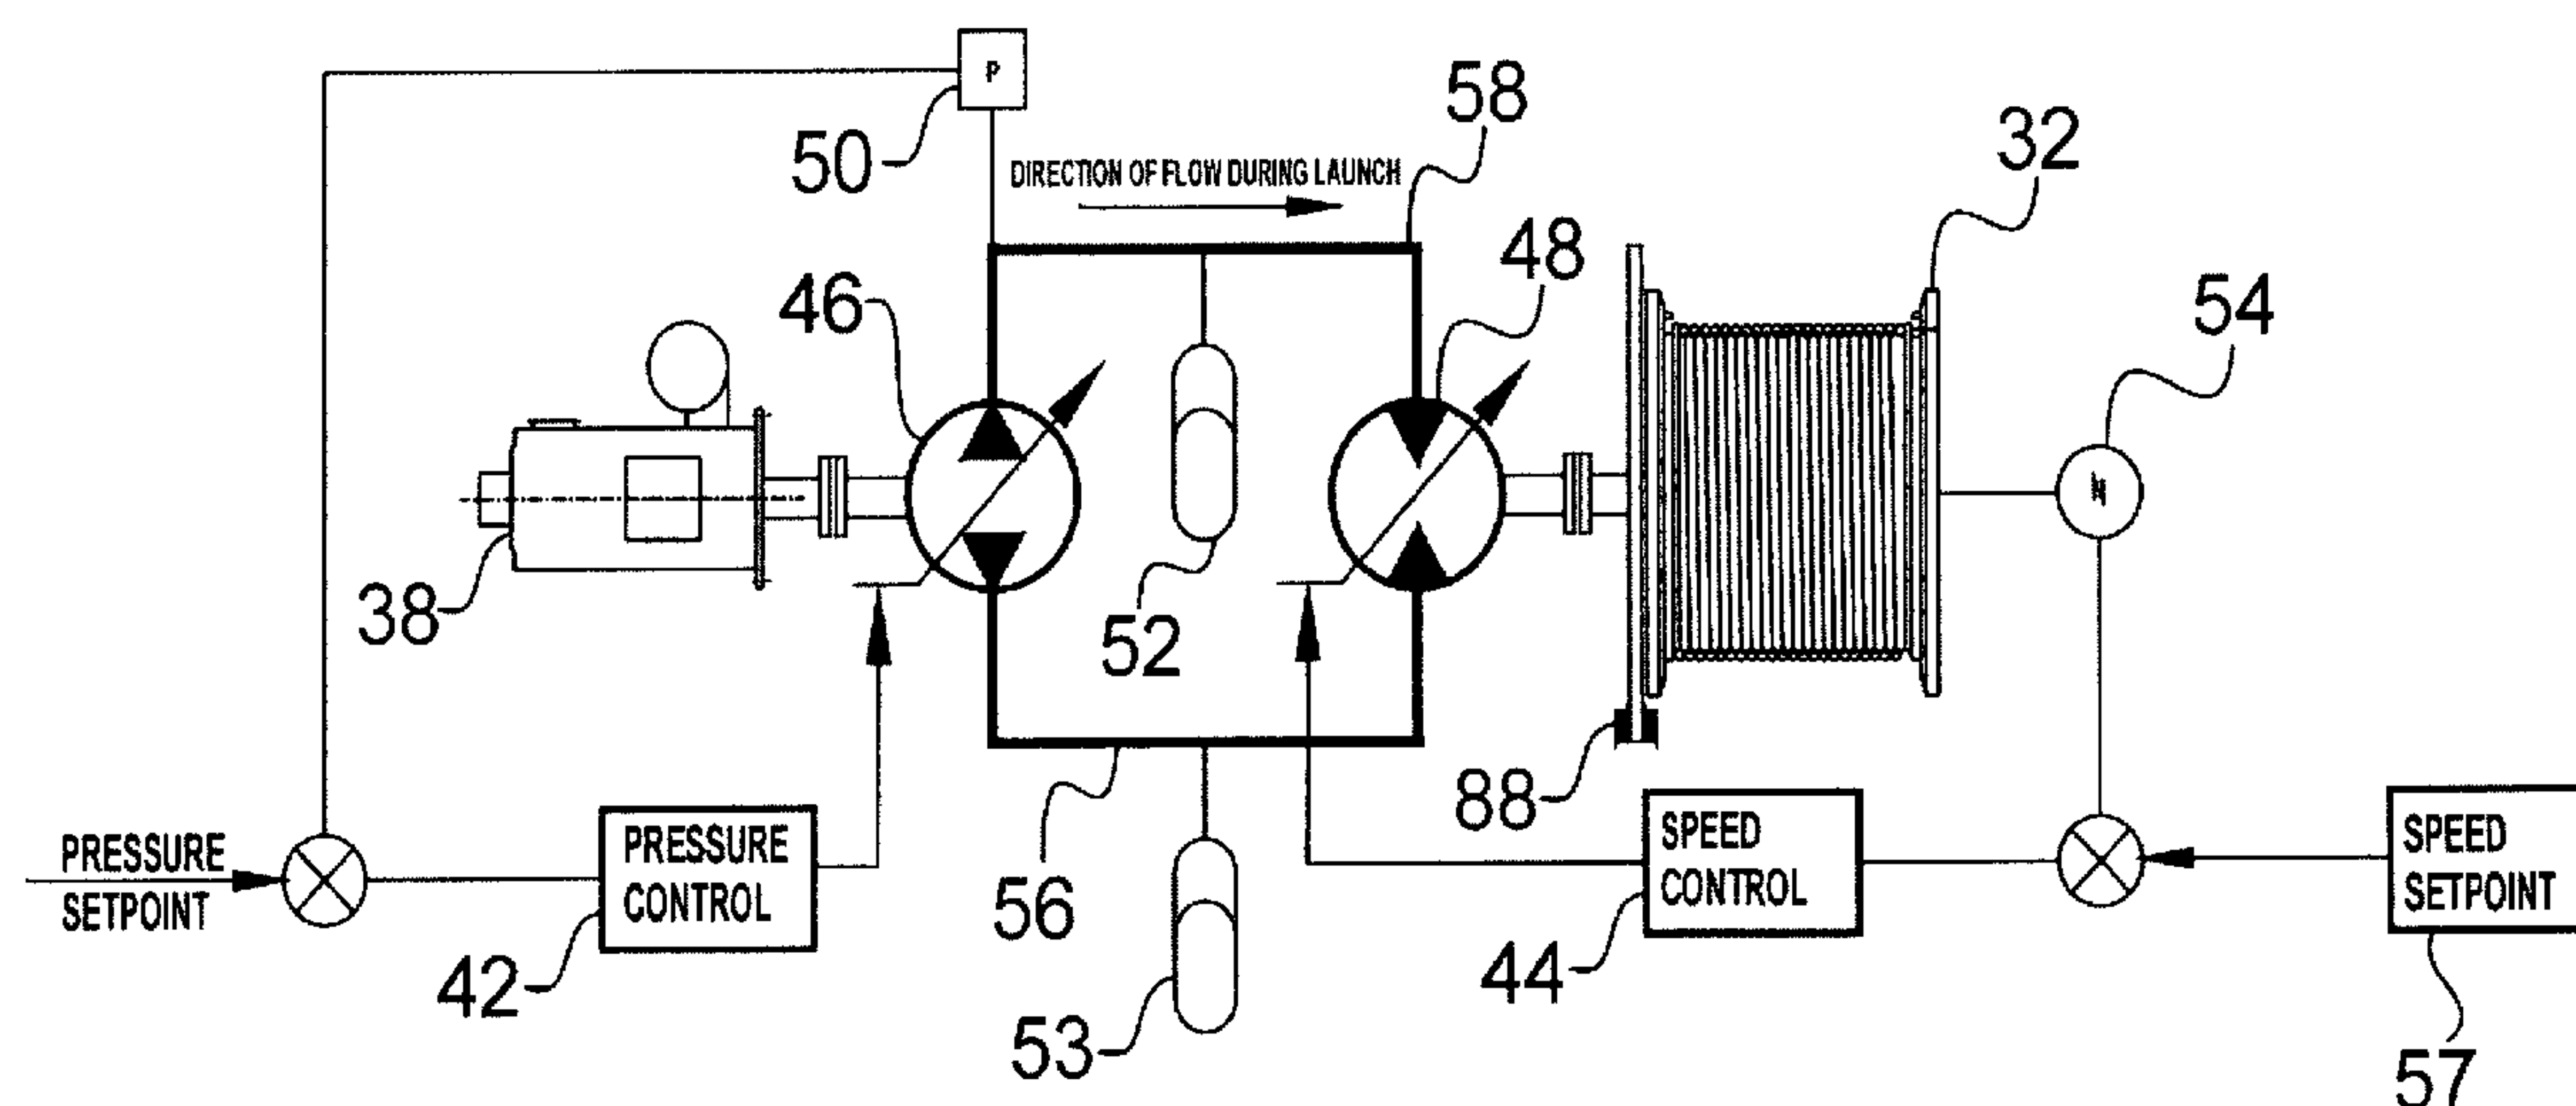 P
50
DIRECTION OF FLOW DURING LAUNCH
58
32
46
48
54
38
52
N
88
PRESSURE
SETPOINT
PRESSURE
CONTROL
42
56
53
SPEED
CONTROL
44
SPEED
SETPOINT
57